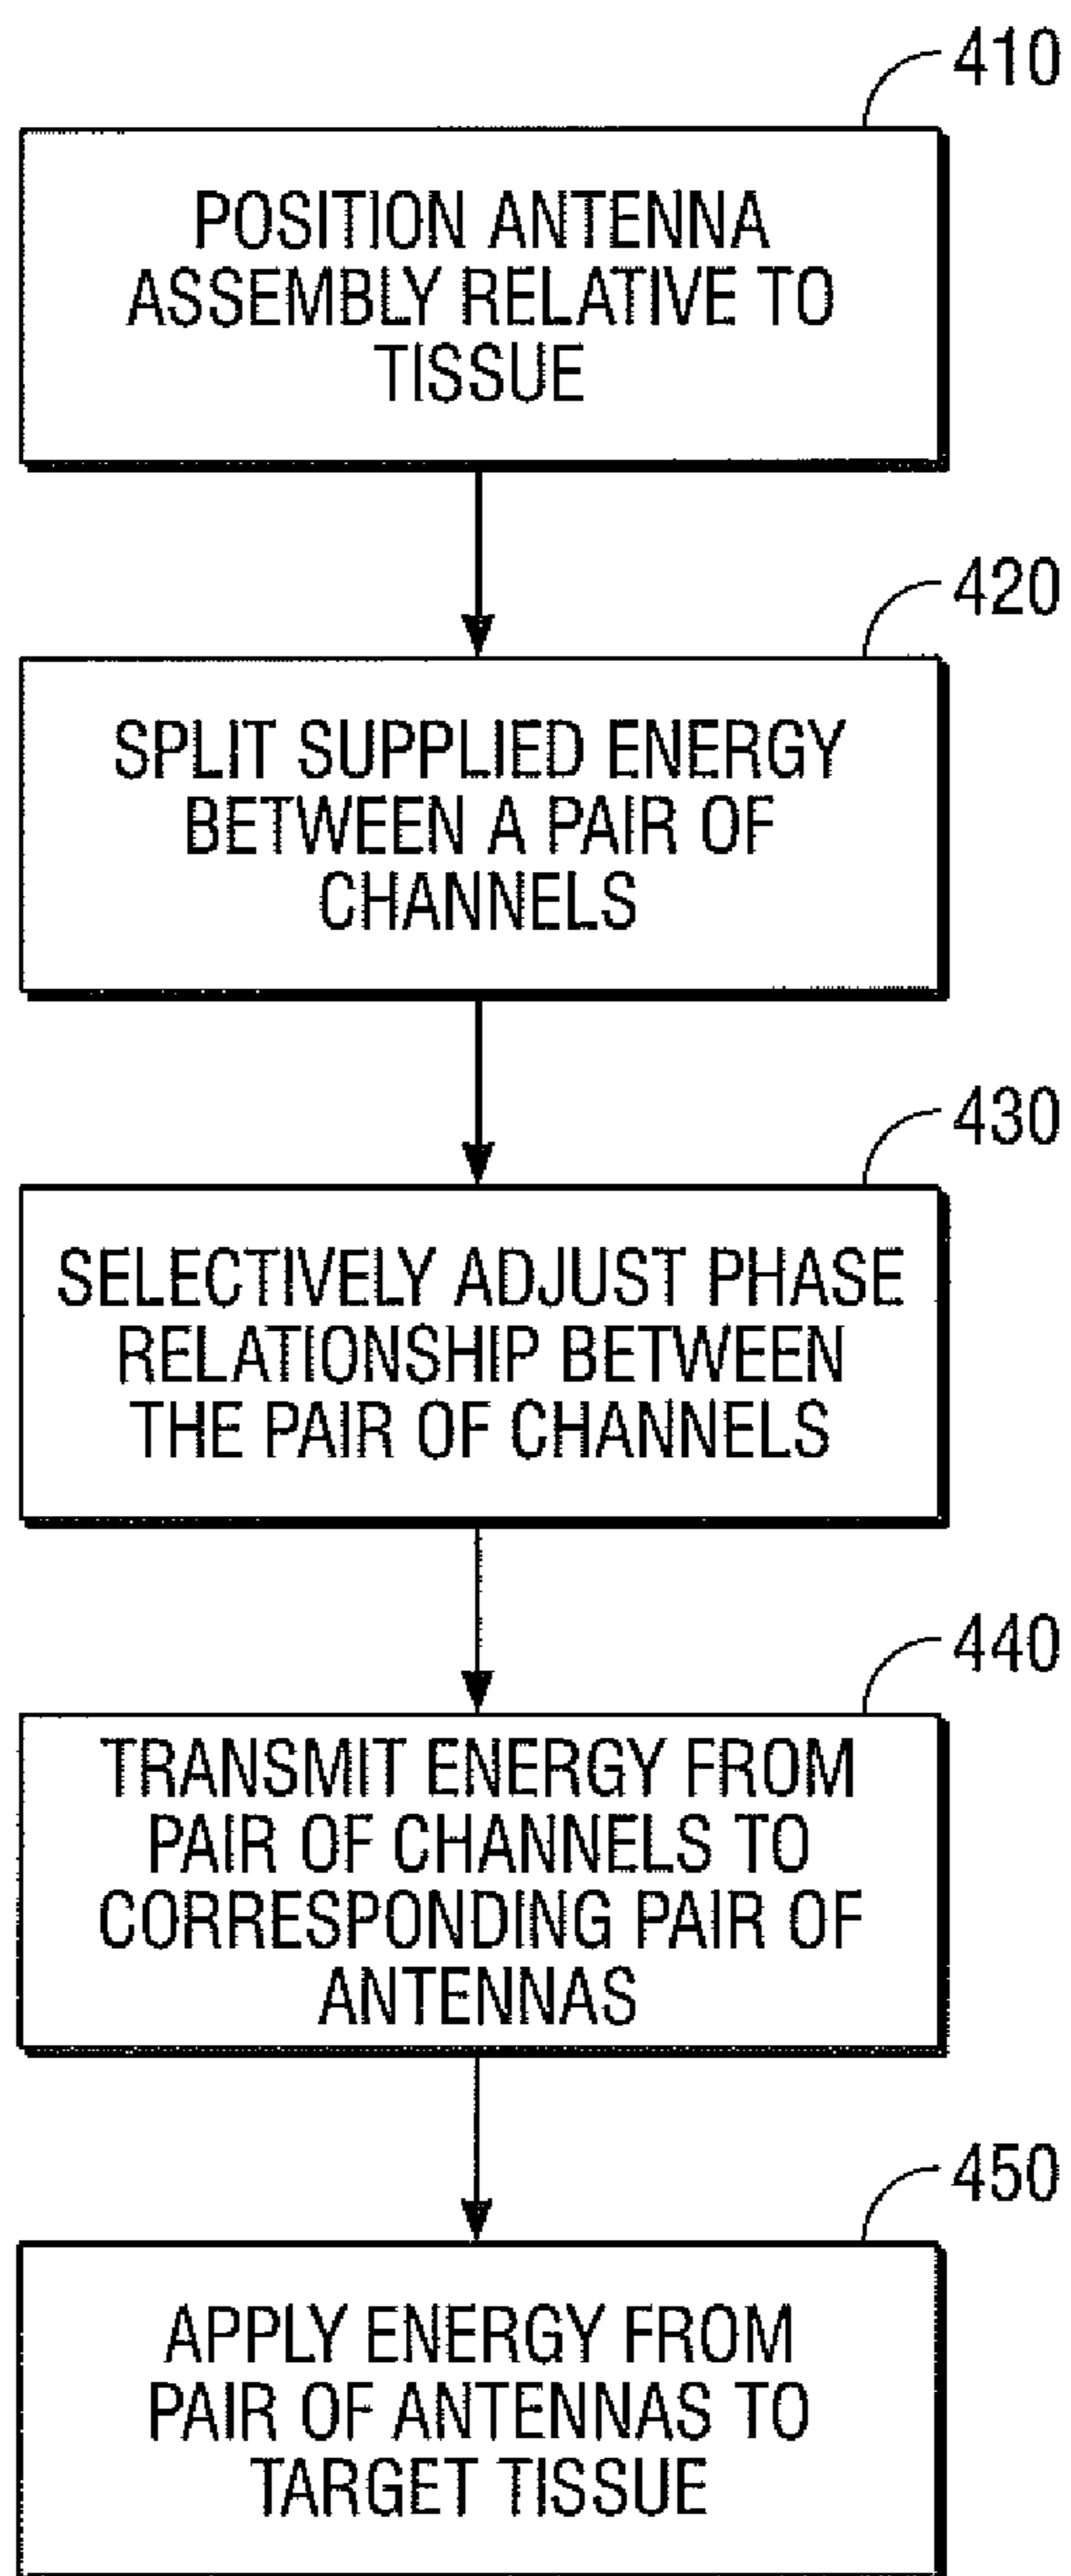 410
POSITION ANTENNA
ASSEMBLY RELATIVE TO
TISSUE
420
SPLIT SUPPLIED ENERGY
BETWEEN A PAIR OF
CHANNELS
430
SELECTIVELY ADJUST PHASE
RELATIONSHIP BETWEEN
THE PAIR OF CHANNELS
440
TRANSMIT ENERGY FROM
PAIR OF CHANNELS TO
CORRESPONDING PAIR OF
ANTENNAS
450
APPLY ENERGY FROM
PAIR OF ANTENNAS TO
TARGET TISSUE